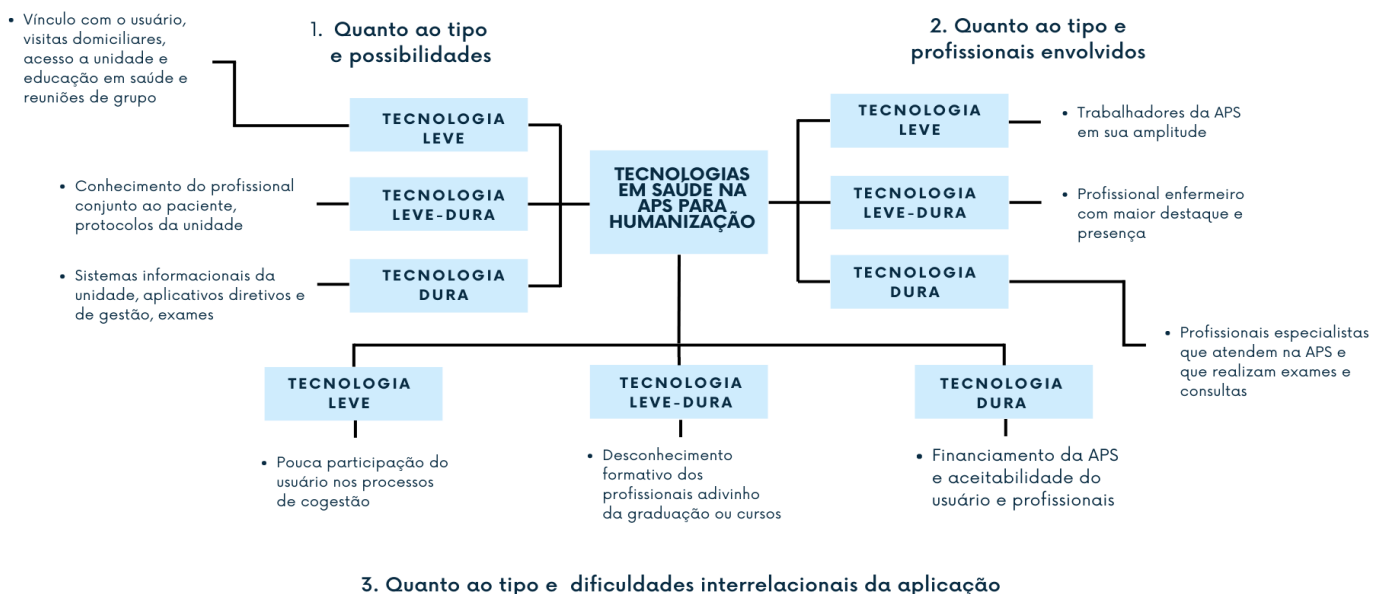 1. Quanto ao tipo
e possibilidades
• Vínculo com o usuário,
visitas domiciliares,
acesso a unidade e
educação em saúde e
reuniões de grupo
TECNOLOGIA
LEVE
• Conhecimento do profissional
conjunto ao paciente,
protocolos da unidade
TECNOLOGIA
LEVE-DURA
• Sistemas informacionais da
unidade, aplicativos diretivos e
de gestão, exames
TECNOLOGIA
DURA
TECNOLOGIAS
EM SAÚDE NA
APS PARA
HUMANIZAÇÃO
2. Quanto ao tipo e
profissionais envolvidos
TECNOLOGIA
LEVE
• Trabalhadores da APS
em sua amplitude
TECNOLOGIA
LEVE-DURA
• Profissional enfermeiro
com maior destaque e
presença
TECNOLOGIA
DURA
• Profissionais especialistas
que atendem na APS e
que realizam exames e
consultas
TECNOLOGIA
LEVE
• Pouca participação do
usuário nos processos
de cogestão
TECNOLOGIA
LEVE-DURA
• Desconhecimento
formativo dos
profissionais adivinho
da graduação ou cursos
TECNOLOGIA
DURA
• Financiamento da APS
e aceitabilidade do
usuário e profissionais
3. Quanto ao tipo e dificuldades interrelacionais da aplicação